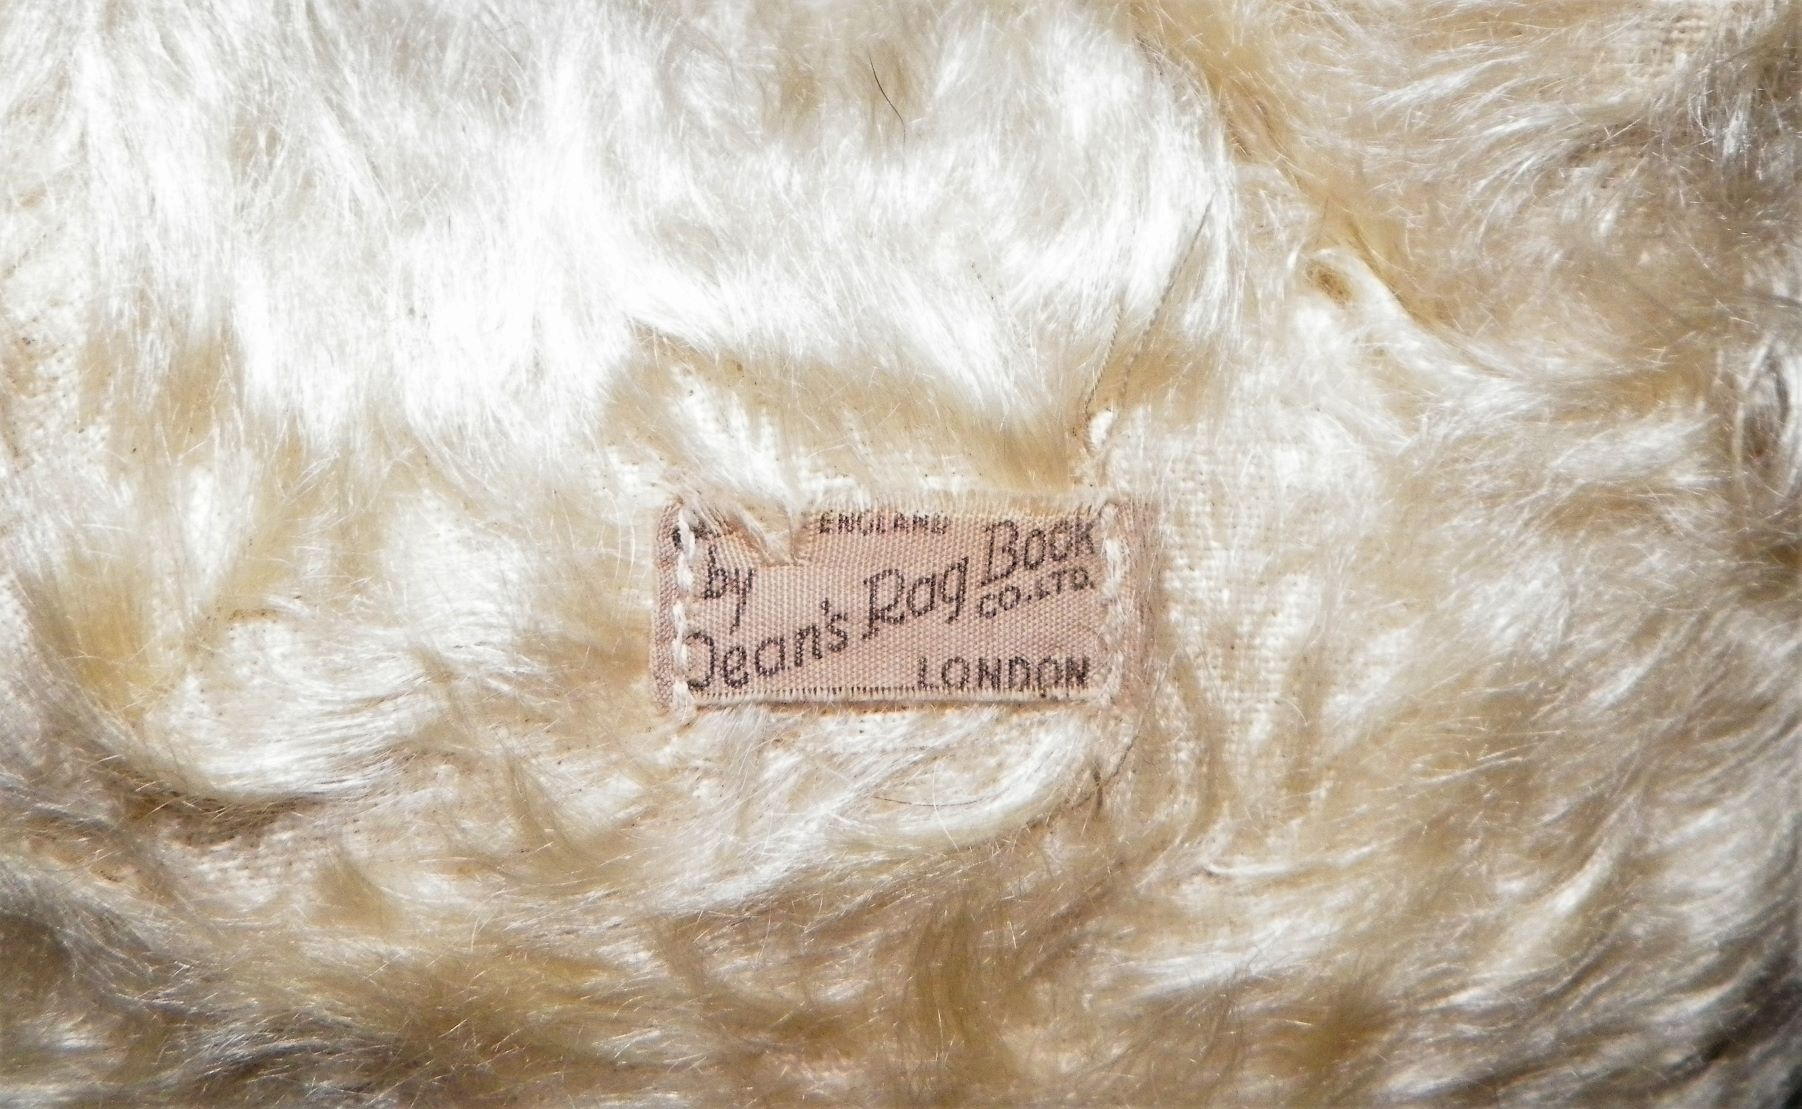 ENGLAND
by
Dean's Rag Book
CO. LTD.
LONDON